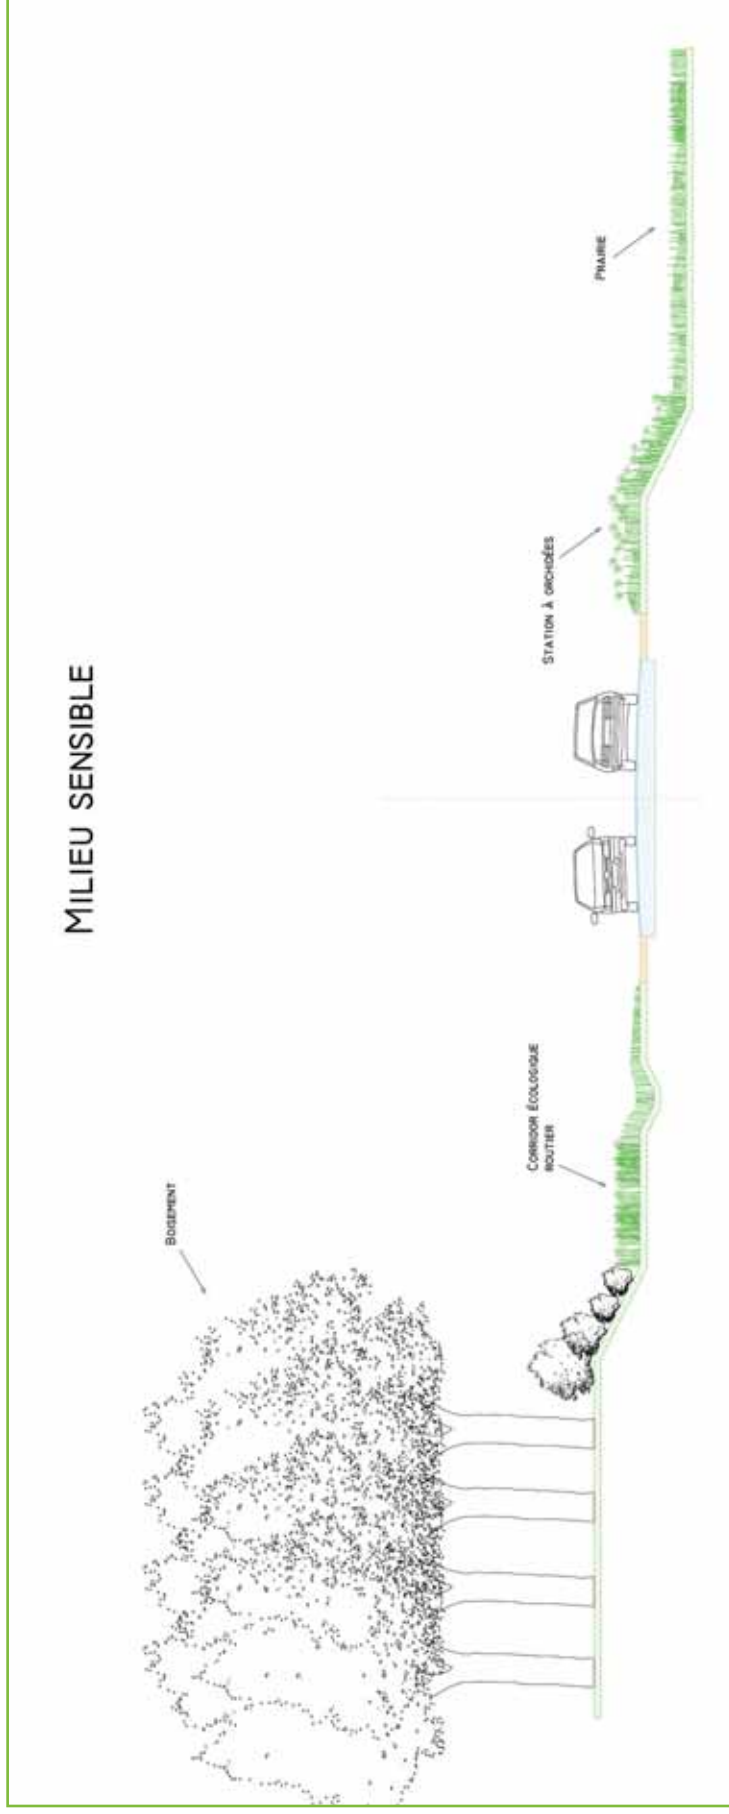 MILIEU SENSIBLE
BOISEMENT
CORRIDOR ÉCOLOGIQUE
ROUTIER
STATION À ORCHIDÉES
PRAIRIE